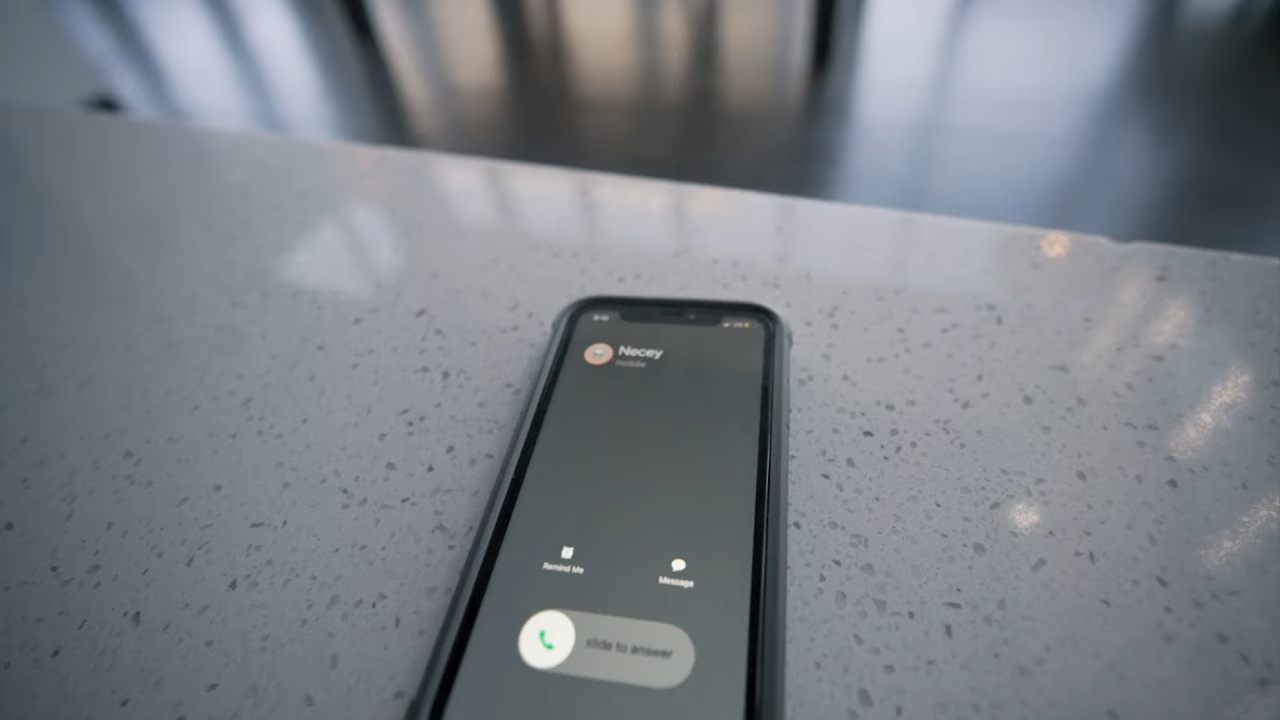 Necey
mobile
Remind Me
Message
slide to answer